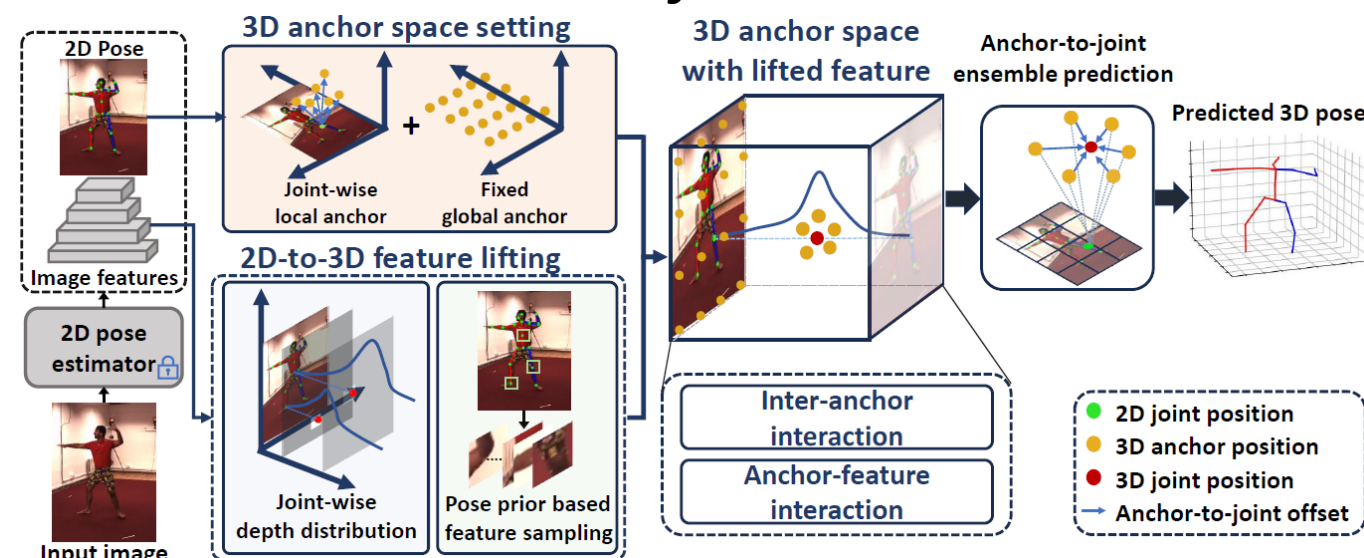 2D Pose
Image features
2D pose
estimator
Input image
3D anchor space setting
+
Joint-wise
local anchor
Fixed
global anchor
2D-to-3D feature lifting
Joint-wise
depth distribution
Pose prior based
feature sampling
3D anchor space
with lifted feature
Inter-anchor
interaction
Anchor-feature
interaction
Anchor-to-joint
ensemble prediction
Predicted 3D pose
2D joint position
3D anchor position
3D joint position
Anchor-to-joint offset